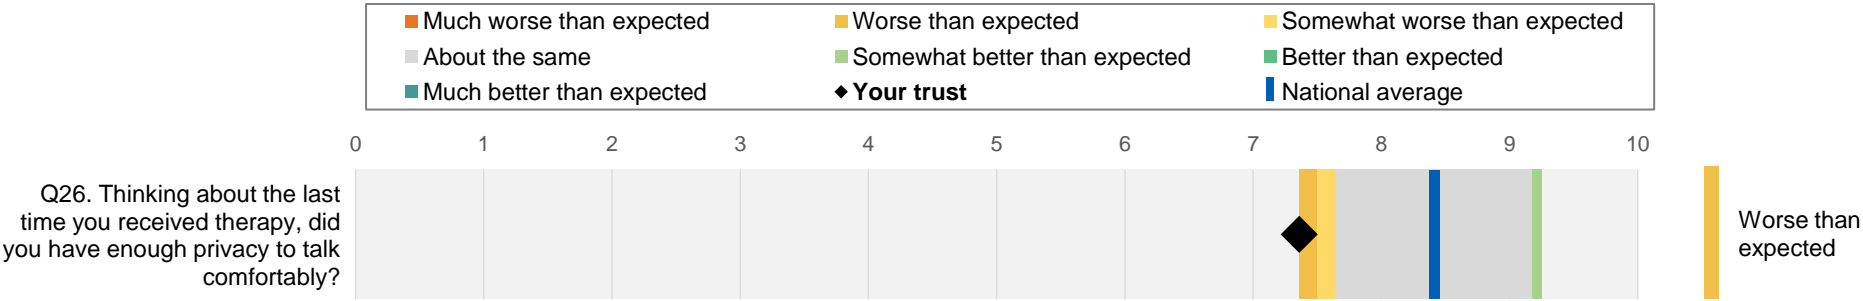 Much worse than expected
Worse than expected
Somewhat worse than expected
About the same
Somewhat better than expected
Better than expected
Much better than expected
Your trust
National average
0 1 2 3 4 5 6 7 8 9 10
Q26. Thinking about the last
time you received therapy, did
you have enough privacy to talk
comfortably?
Worse than
expected